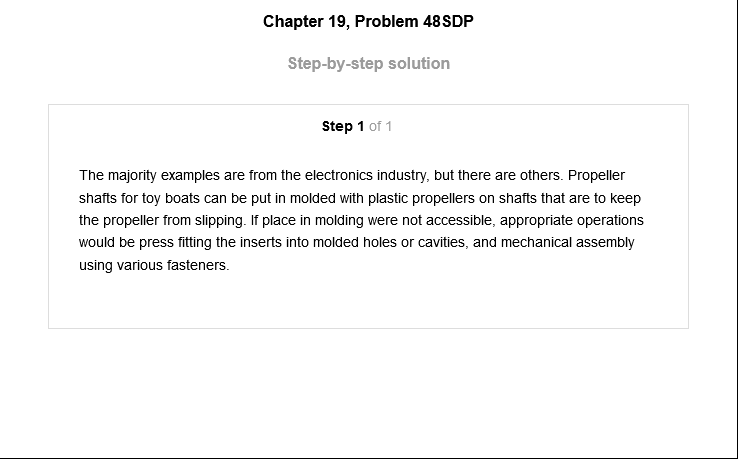 Chapter 19, Problem 48SDP
Step-by-step solution
Step 1 of 1
The majority examples are from the electronics industry, but there are others. Propeller
shafts for toy boats can be put in molded with plastic propellers on shafts that are to keep
the propeller from slipping. If place in molding were not accessible, appropriate operations
would be press fitting the inserts into molded holes or cavities, and mechanical assembly
using various fasteners.